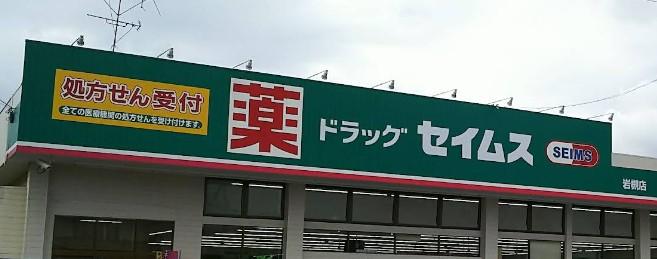 処方せん受付
全ての医療機関の処方せんを受け付けます。
薬
ドラッグ セイムス
SEIMS
岩槻店